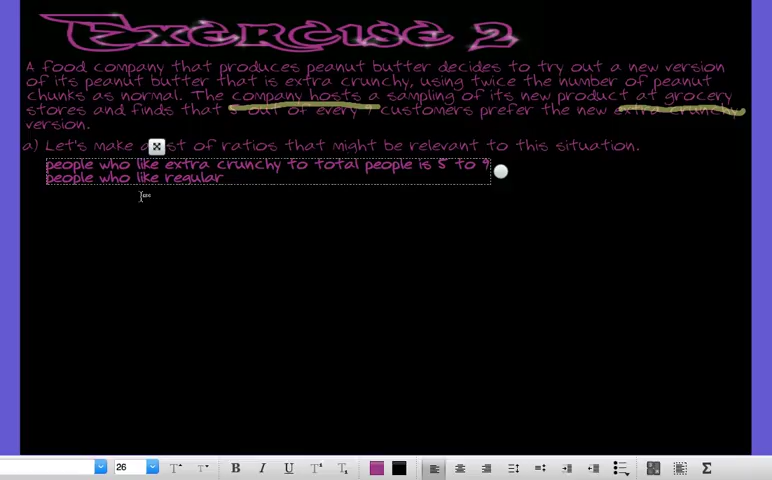 Exercise 2
A food company that produces peanut butter decides to try out a new version
of its peanut butter that is extra crunchy, using twice the number of peanut
chunks as normal. The company hosts a sampling of its new product at grocery
stores and finds that 5 out of every customers prefer the new extra crunchy
version.
a) Let's make a list of ratios that might be relevant to this situation.
people who like extra crunchy to total people is 5 to 9
people who like regular
26
B I U T T
Σ